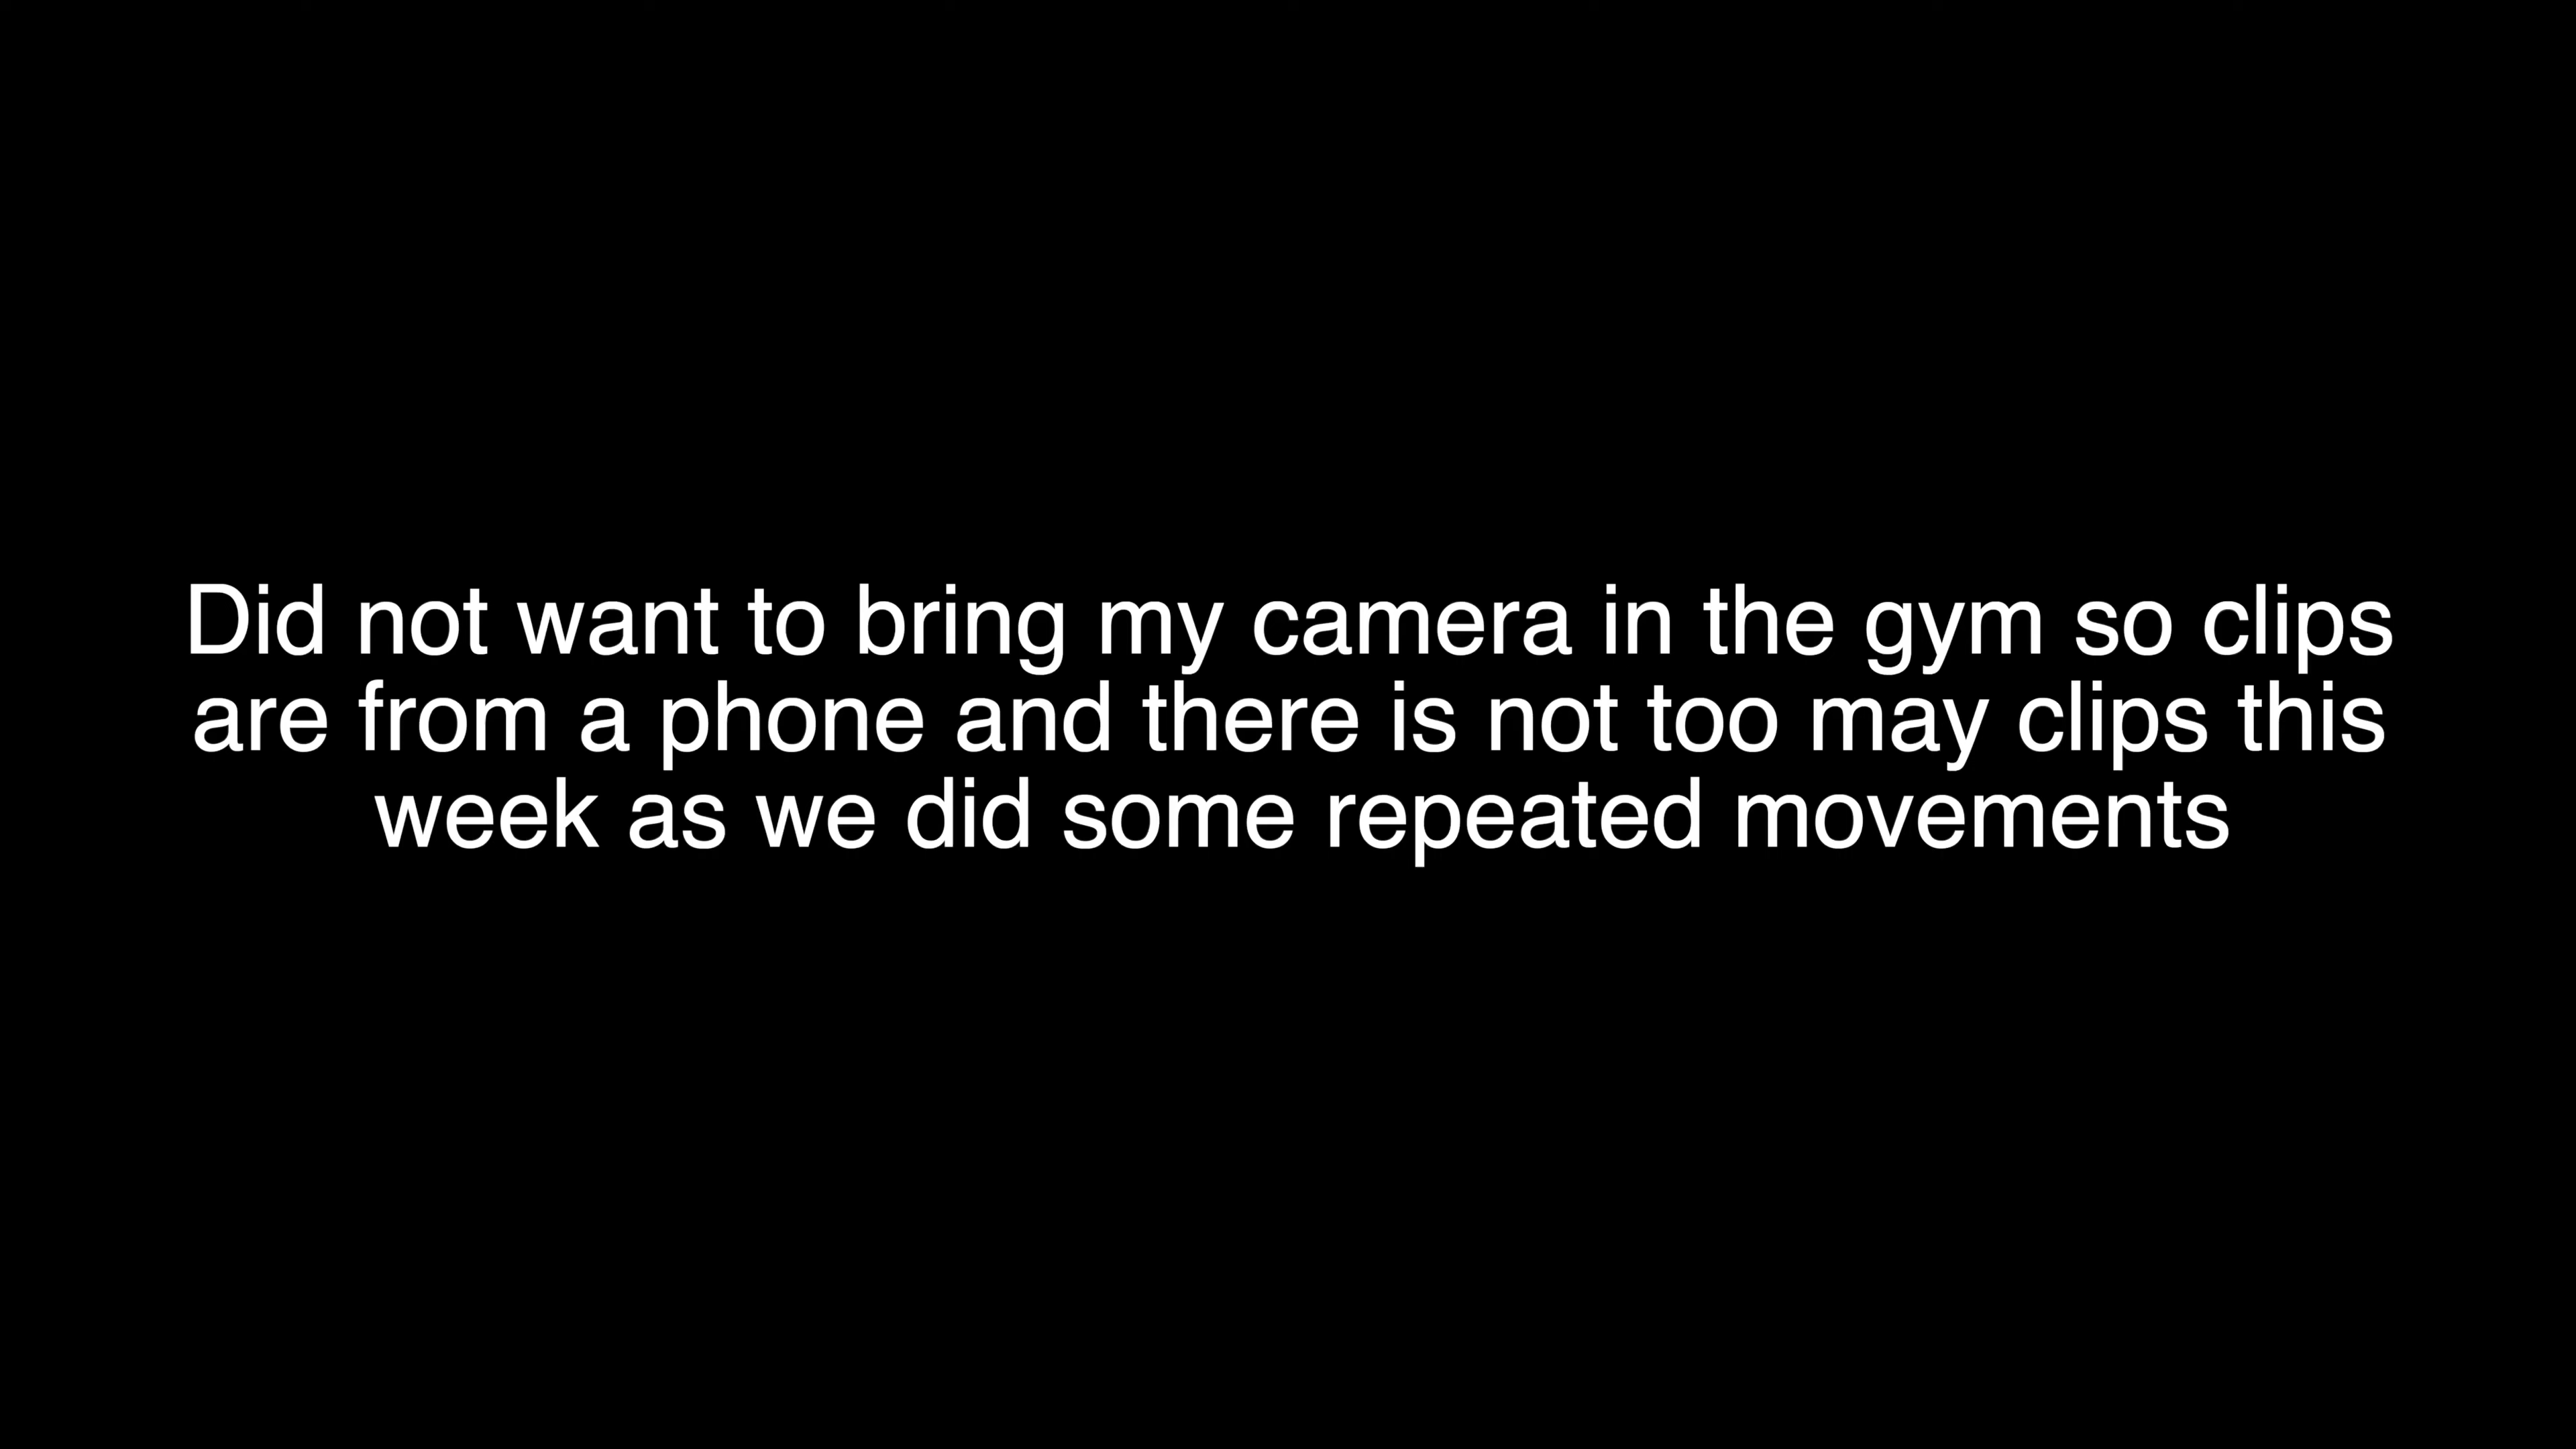 Did not want to bring my camera in the gym so clips
are from a phone and there is not too may clips this
week as we did some repeated movements